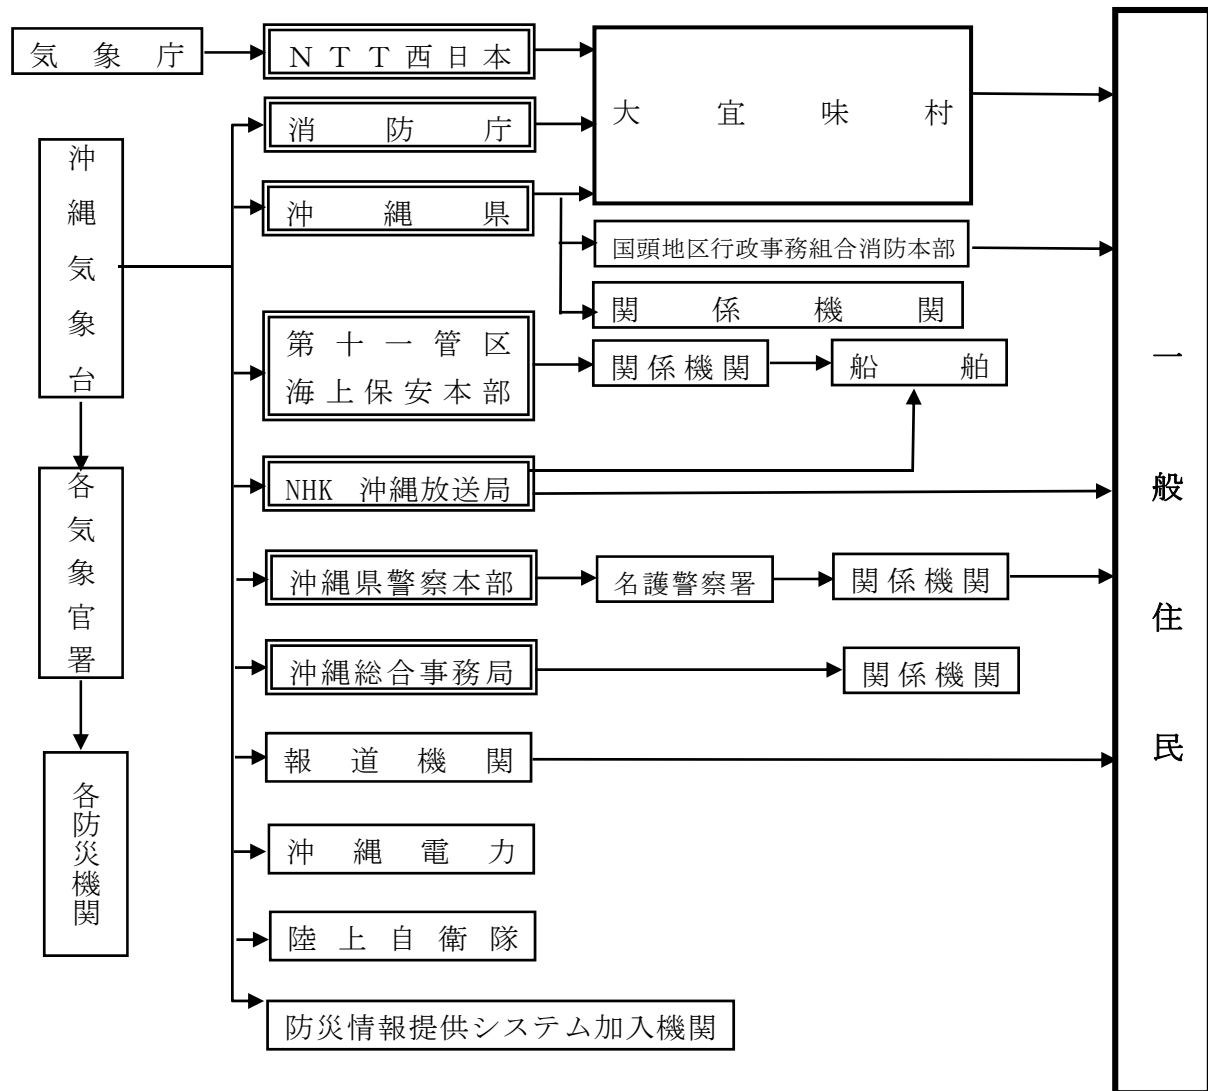 気象庁
NTT西日本
大宜味村
消防庁
沖縄県
国頭地区行政事務組合消防本部
関係機関
沖縄気象台
第十一管区
海上保安本部
関係機関
船舶
NHK 沖縄放送局
各気象官署
沖縄県警察本部
名護警察署
関係機関
沖縄総合事務局
関係機関
報道機関
各防災機関
沖縄電力
陸上自衛隊
防災情報提供システム加入機関
一般住民